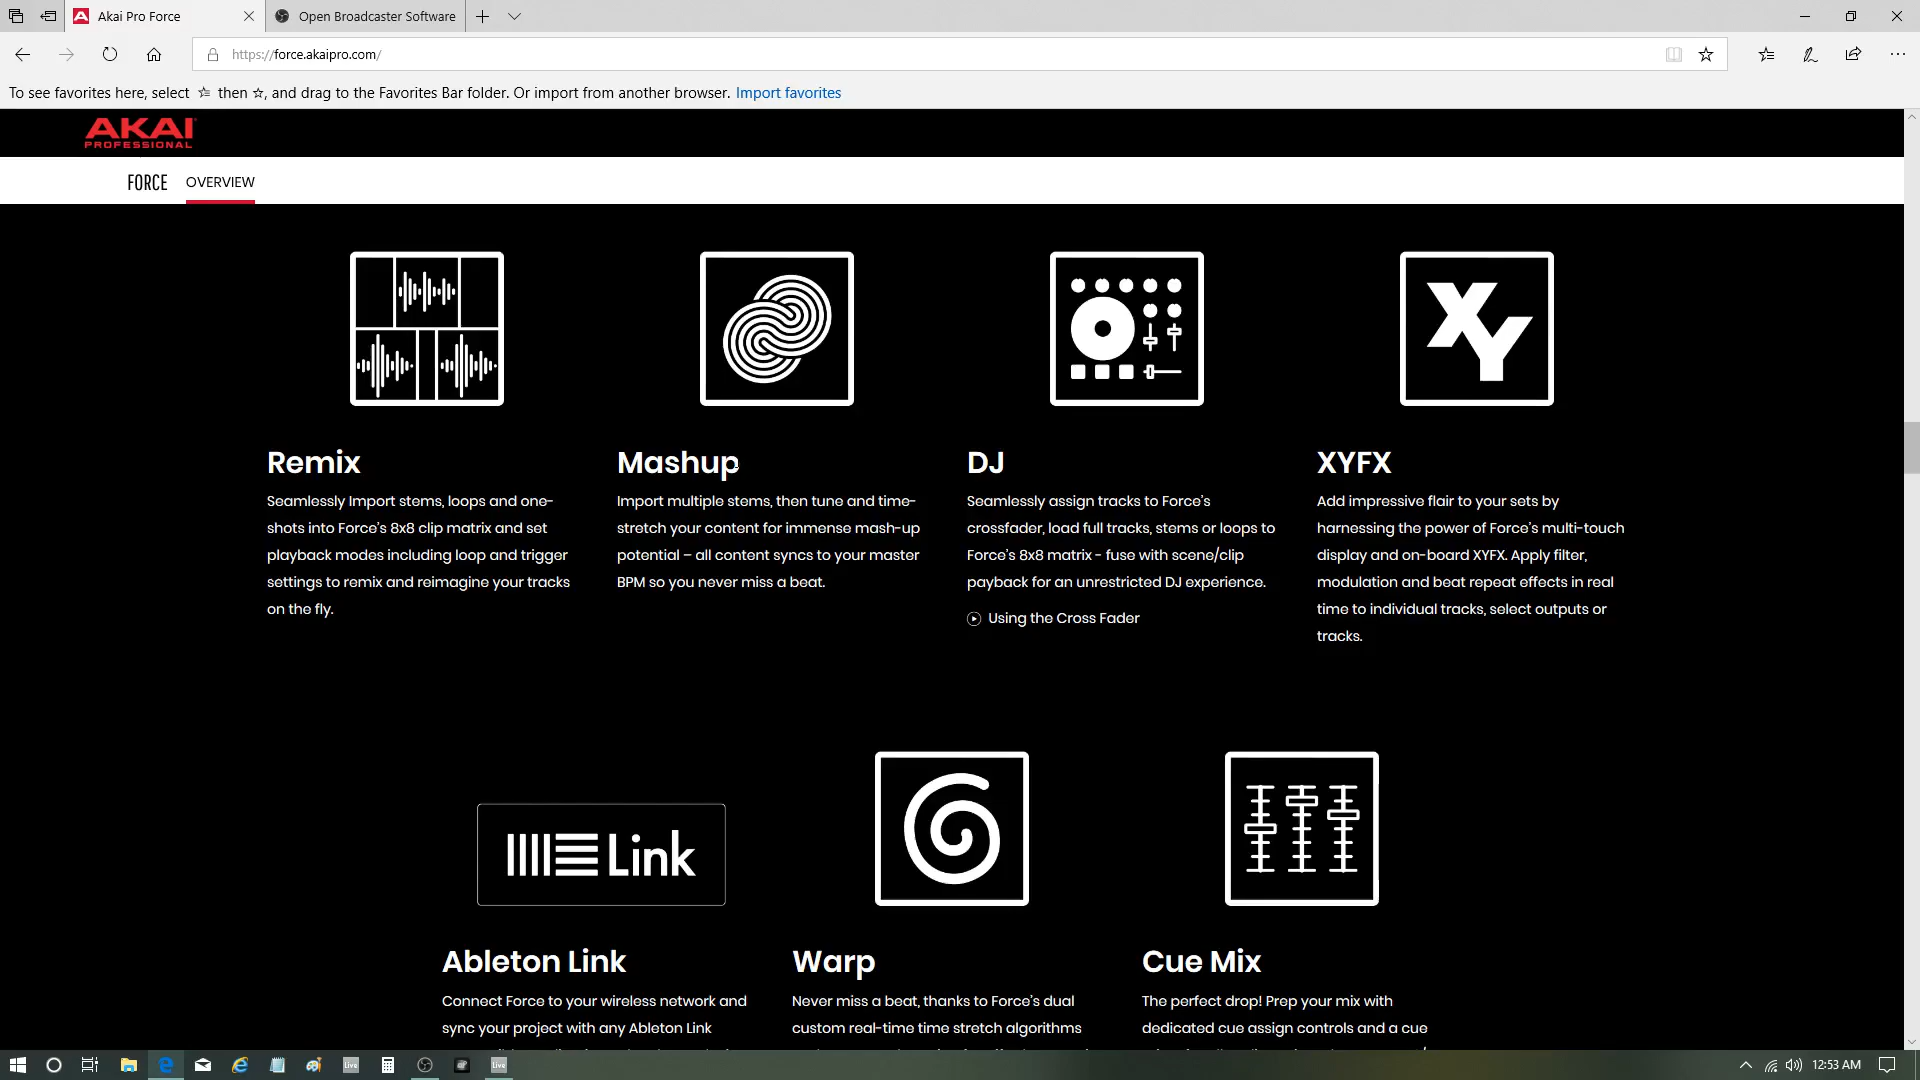 Akai Pro Force
Open Broadcaster Software
https://force.akaipro.com/
To see favorites here, select then ☆, and drag to the Favorites Bar folder. Or import from another browser. Import favorites
AKAI
PROFESSIONAL
FORCE OVERVIEW
XY
Remix
Seamlessly Import stems, loops and one-
shots into Force's 8x8 clip matrix and set
playback modes including loop and trigger
settings to remix and reimagine your tracks
on the fly.
Mashup
Import multiple stems, then tune and time-
stretch your content for immense mash-up
potential – all content syncs to your master
BPM so you never miss a beat.
DJ
Seamlessly assign tracks to Force's
crossfader, load full tracks, stems or loops to
Force's 8x8 matrix - fuse with scene/clip
payback for an unrestricted DJ experience.
Using the Cross Fader
XYFX
Add impressive flair to your sets by
harnessing the power of Force's multi-touch
display and on-board XYFX. Apply filter,
modulation and beat repeat effects in real
time to individual tracks, select outputs or
tracks.
Link
Ableton Link
Connect Force to your wireless network and
sync your project with any Ableton Link
Warp
Never miss a beat, thanks to Force's dual
custom real-time time stretch algorithms
Cue Mix
The perfect drop! Prep your mix with
dedicated cue assign controls and a cue
Live
Live
12:53 AM